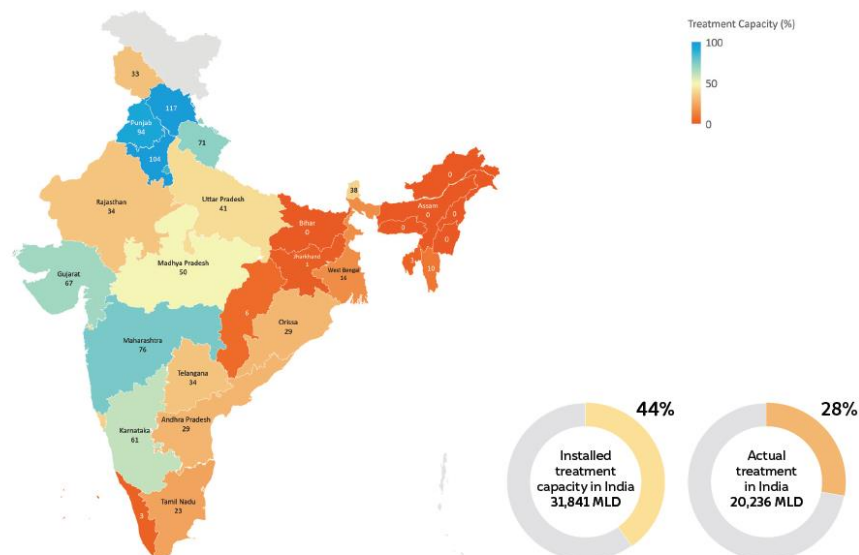 Treatment Capacity (%)
100
50
0
33
117
Punjab
94
104
71
Rajasthan
34
Uttar Pradesh
41
38
0
Assam
0
0
0
0
Bihar
0
Jharkhand
West Bengal
16
10
Gujarat
67
Madhya Pradesh
50
6
Orissa
29
Maharashtra
76
Telangana
34
Karnataka
61
Andhra Pradesh
29
Tamil Nadu
23
3
44%
Installed
treatment
capacity in India
31,841 MLD
28%
Actual
treatment
in India
20,236 MLD